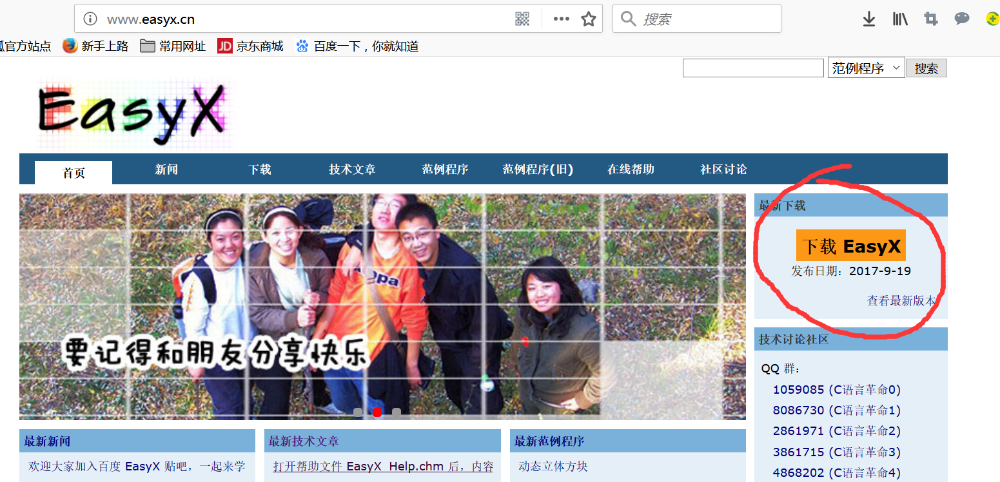 www.easyx.cn
搜索
狐官方站点
新手上路
常用网址
JD
京东商城
du
百度一下，你就知道
范例程序
搜索
EasyX
首页
新闻
下载
技术文章
范例程序
范例程序(旧)
在线帮助
社区讨论
要记得和朋友分享快乐
最新下载
下载 EasyX
发布日期：2017-9-19
查看最新版本
技术讨论社区
QQ 群：
1059085 (C语言革命0)
8086730 (C语言革命1)
2861971 (C语言革命2)
3861715 (C语言革命3)
4868202 (C语言革命4)
最新新闻
欢迎大家加入百度 EasyX 贴吧，一起来学
最新技术文章
打开帮助文件 EasyX_Help.chm 后，内容
最新范例程序
动态立体方块